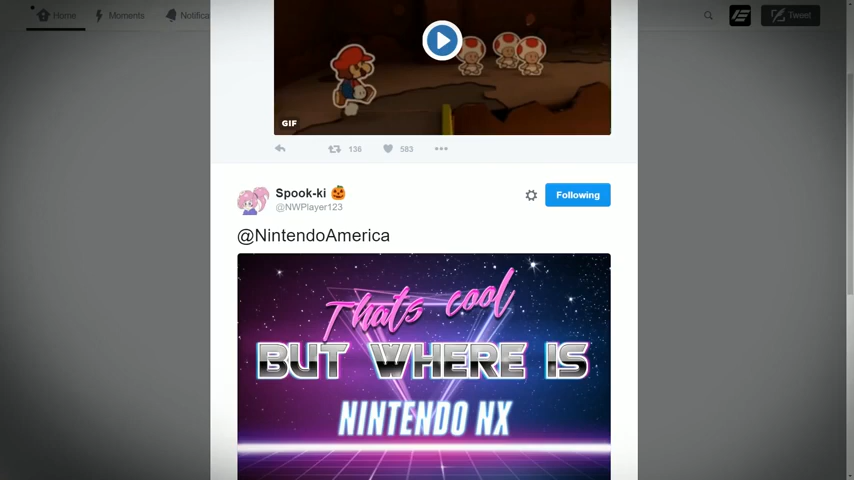 Home
Moments
Notifica
Tweet
GIF
136
583
Spook-ki
@NWPlayer123
Following
@NintendoAmerica
Thats cool
BUT WHERE IS
NINTENDO NX